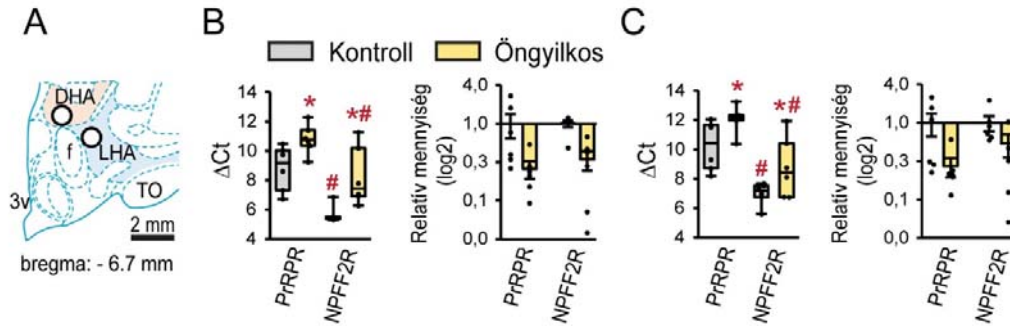 A
DHA
f
LHA
3v
TO
2 mm
bregma: - 6.7 mm
B
Kontroll
Öngyilkos
ΔCt
14
12
10
8
6
4
*
#
*#
PrRPR
NPFF2R
Relatív mennyiség
(log2)
4,0
1,0
0,3
0,1
0,0
PrRPR
NPFF2R
C
ΔCt
14
12
10
8
6
4
*
#
*#
PrRPR
NPFF2R
Relatív mennyiség
(log2)
4,0
1,0
0,3
0,1
0,0
PrRPR
NPFF2R